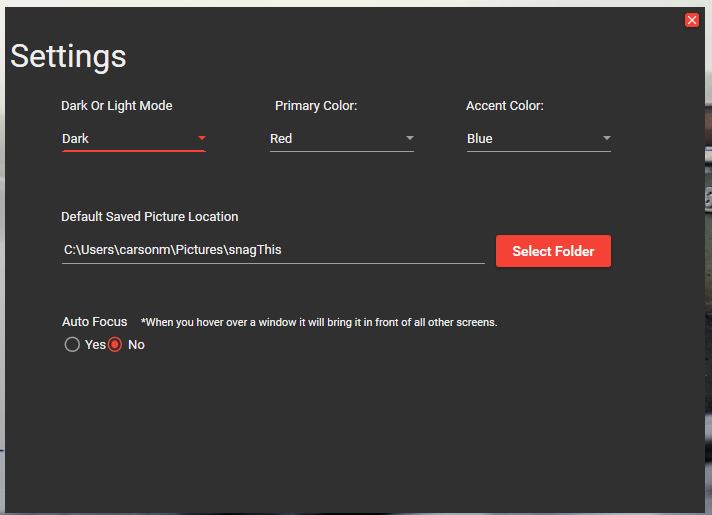 Settings
Dark Or Light Mode
Primary Color:
Accent Color:
Dark
Red
Blue
Default Saved Picture Location
C:\Users\carsonm\Pictures\snagThis
Select Folder
Auto Focus *When you hover over a window it will bring it in front of all other screens.
Yes No